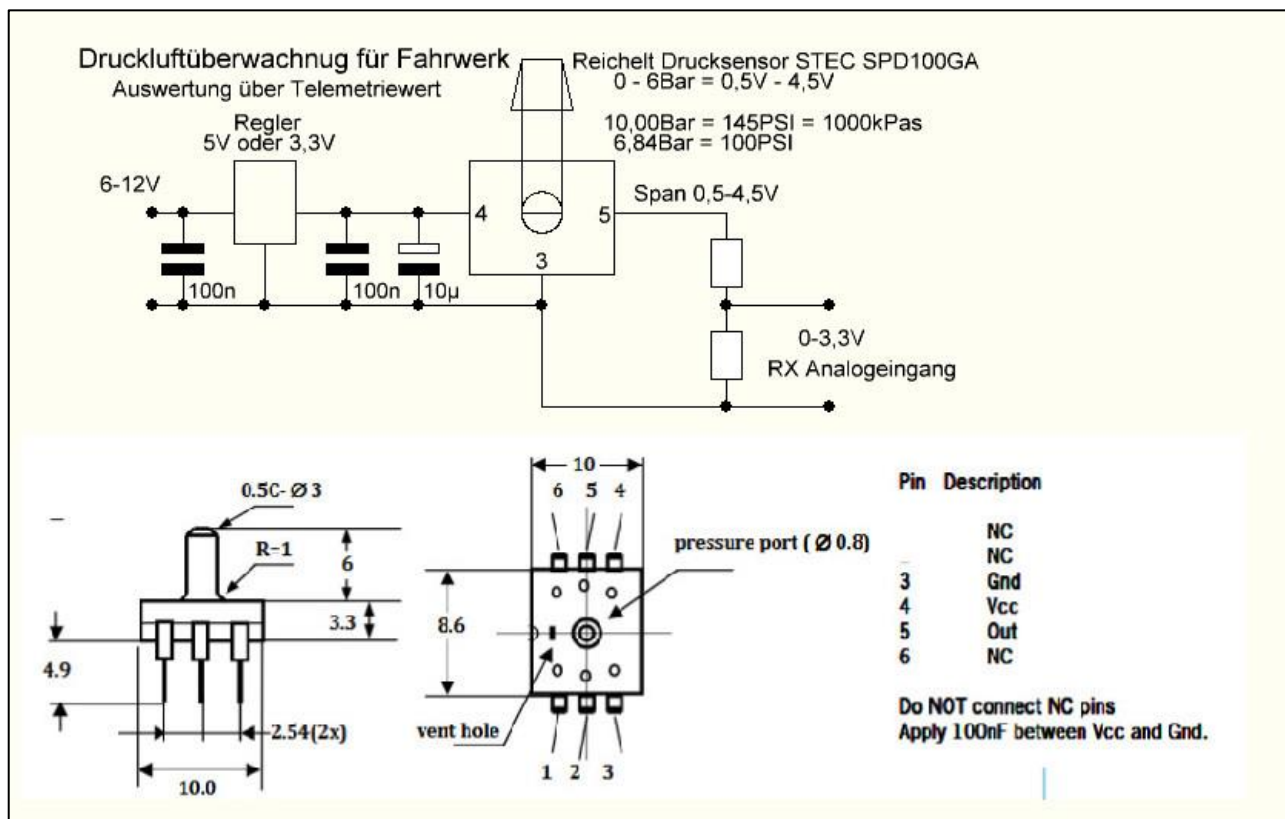 Druckluftüberwachnug für Fahrwerk
Auswertung über Telemetriewert
Reichelt Drucksensor STEC SPD100GA
0 - 6Bar = 0,5V - 4,5V
10,00Bar = 145PSI = 1000kPas
6,84Bar = 100PSI
Regler
5V oder 3,3V
6-12V
4
5
3
Span 0,5-4,5V
100n
100n
10µ
0-3,3V
RX Analogeingang
0.5C- Ø 3
R-1
6
3.3
4.9
2.54(2x)
10.0
10
6 5 4
pressure port ( Ø 0.8)
8.6
vent hole
1 2 3
Pin Description
NC
NC
3 Gnd
4 Vcc
5 Out
6 NC
Do NOT connect NC pins
Apply 100nF between Vcc and Gnd.